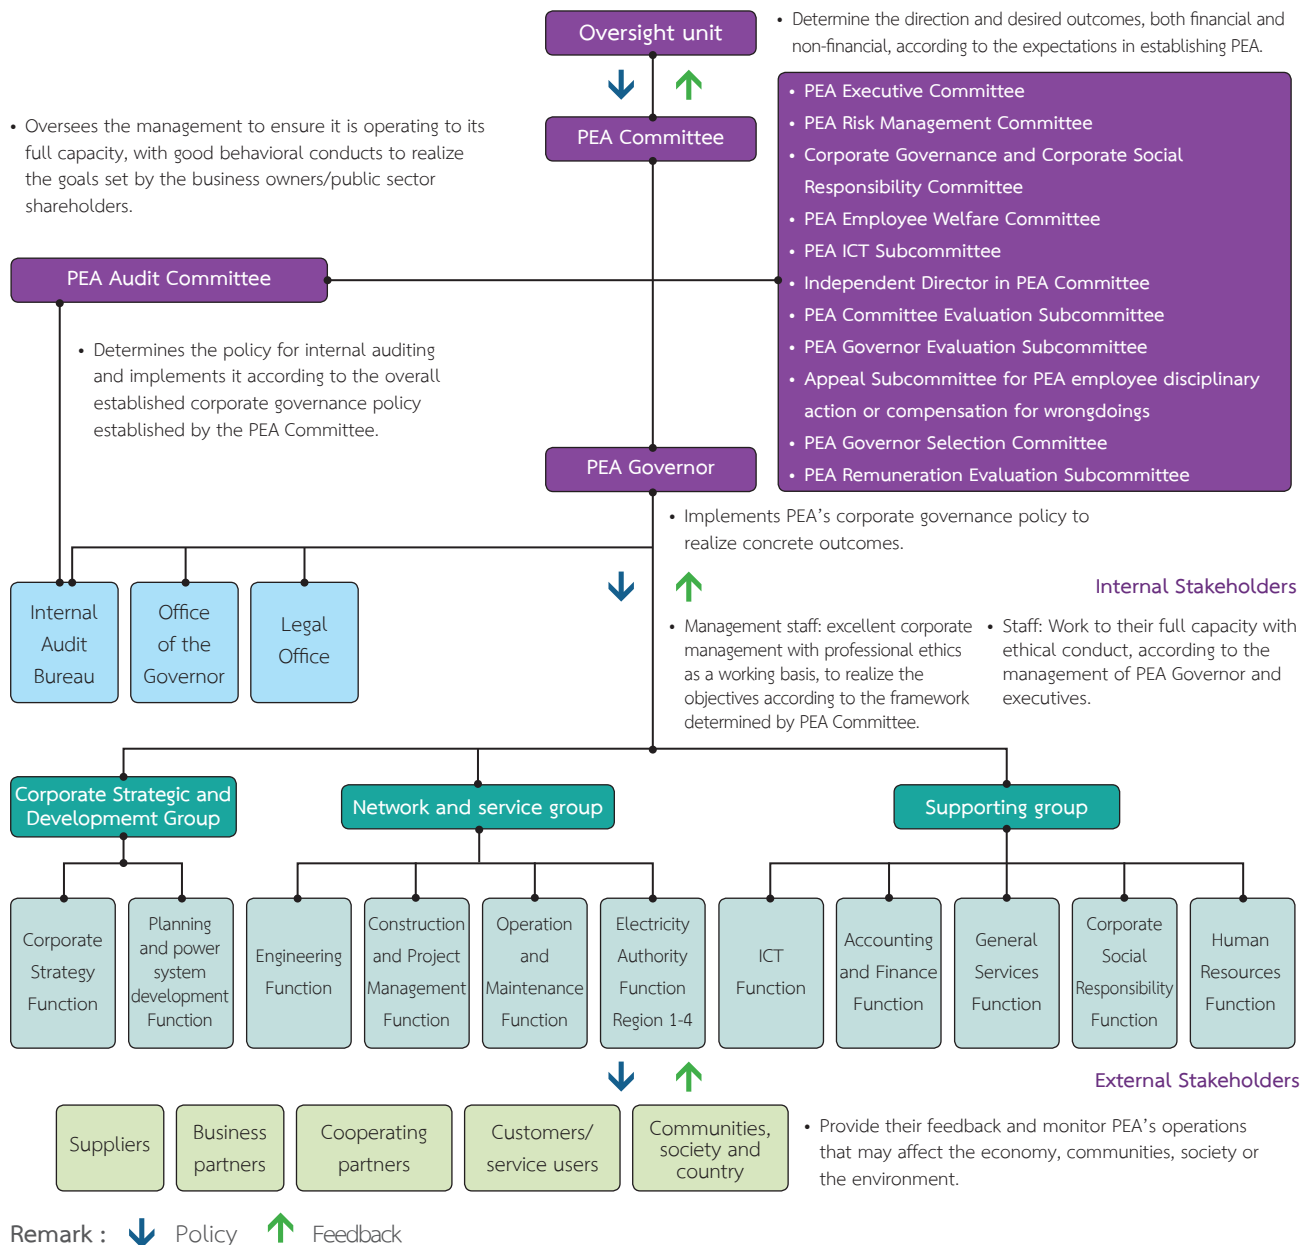 Oversight unit
• Determine the direction and desired outcomes, both financial and
non-financial, according to the expectations in establishing PEA.
• Oversees the management to ensure it is operating to its
full capacity, with good behavioral conducts to realize
the goals set by the business owners/public sector
shareholders.
PEA Committee
• PEA Executive Committee
• PEA Risk Management Committee
• Corporate Governance and Corporate Social
Responsibility Committee
• PEA Employee Welfare Committee
• PEA ICT Subcommittee
• Independent Director in PEA Committee
• PEA Committee Evaluation Subcommittee
• PEA Governor Evaluation Subcommittee
• Appeal Subcommittee for PEA employee disciplinary
action or compensation for wrongdoings
• PEA Governor Selection Committee
• PEA Remuneration Evaluation Subcommittee
PEA Audit Committee
• Determines the policy for internal auditing
and implements it according to the overall
established corporate governance policy
established by the PEA Committee.
PEA Governor
• Implements PEA's corporate governance policy to
realize concrete outcomes.
Internal
Audit
Bureau
Office
of the
Governor
Legal
Office
Internal Stakeholders
• Management staff: excellent corporate
management with professional ethics
as a working basis, to realize the
objectives according to the framework
determined by PEA Committee.
• Staff: Work to their full capacity with
ethical conduct, according to the
management of PEA Governor and
executives.
Corporate Strategic and
Developmemt Group
Network and service group
Supporting group
Corporate
Strategy
Function
Planning
and power
system
development
Function
Engineering
Function
Construction
and Project
Management
Function
Operation
and
Maintenance
Function
Electricity
Authority
Function
Region 1-4
ICT
Function
Accounting
and Finance
Function
General
Services
Function
Corporate
Social
Responsibility
Function
Human
Resources
Function
External Stakeholders
Suppliers
Business
partners
Cooperating
partners
Customers/
service users
Communities,
society and
country
• Provide their feedback and monitor PEA's operations
that may affect the economy, communities, society or
the environment.
Remark : Policy Feedback